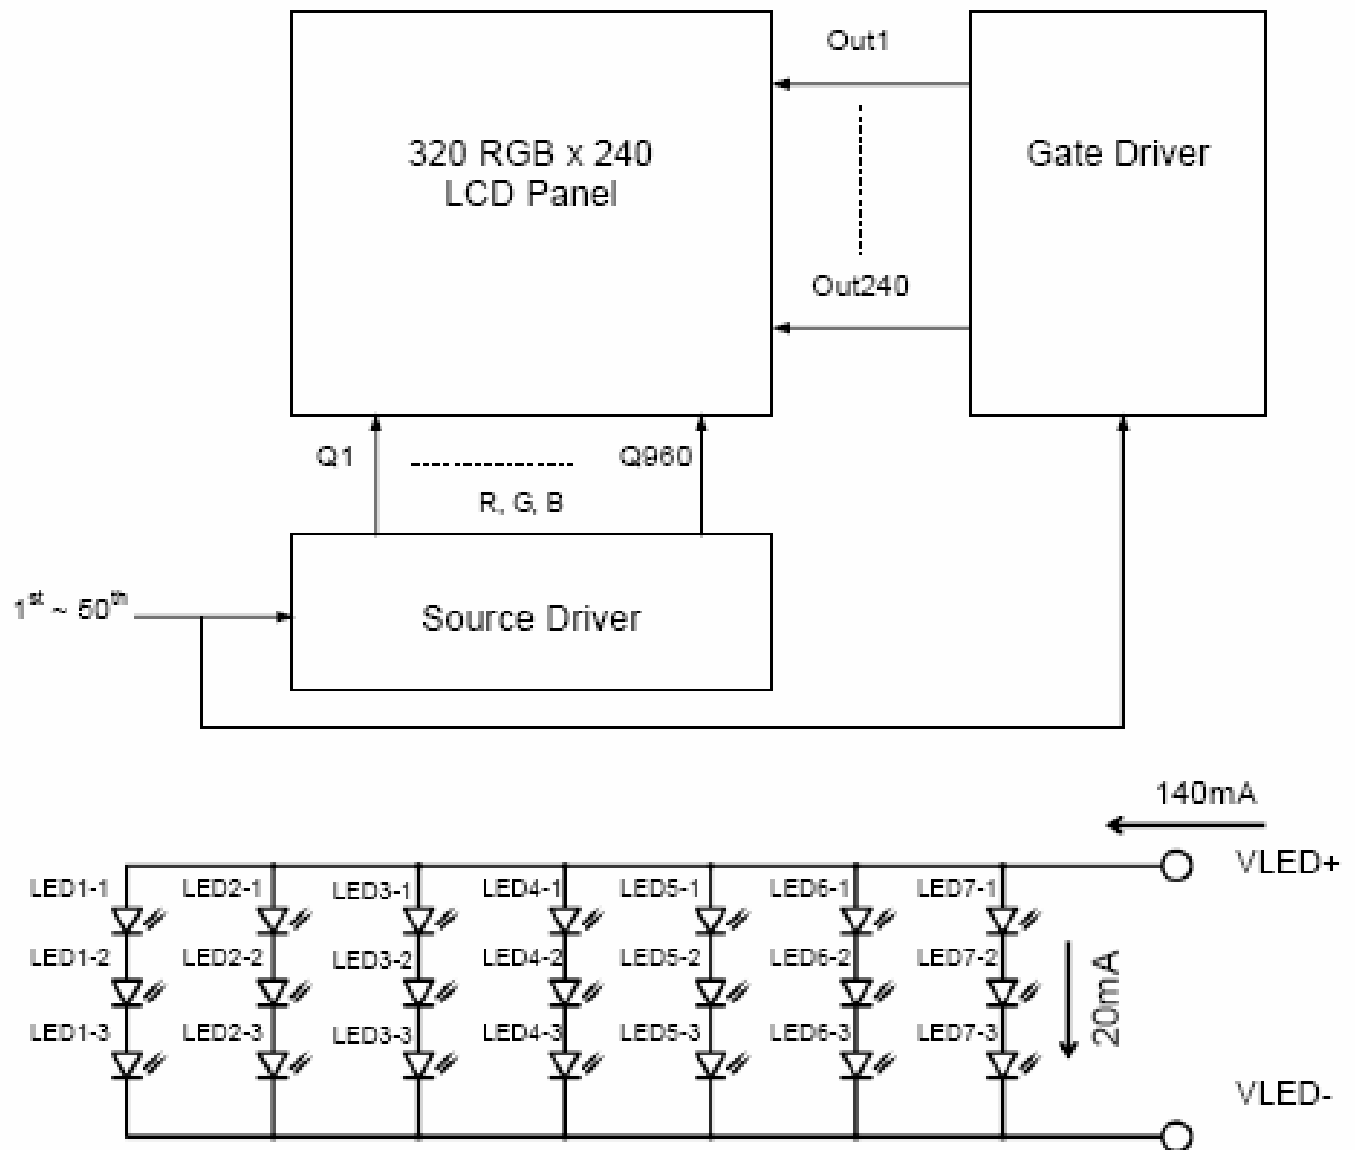 Out1
320 RGB x 240
LCD Panel
Gate Driver
Out240
Q1
Q960
R, G, B
1st ~ 50th
Source Driver
140mA
VLED+
LED1-1 LED2-1 LED3-1 LED4-1 LED5-1 LED6-1 LED7-1
LED1-2 LED2-2 LED3-2 LED4-2 LED5-2 LED6-2 LED7-2
20mA
LED1-3 LED2-3 LED3-3 LED4-3 LED5-3 LED6-3 LED7-3
VLED-